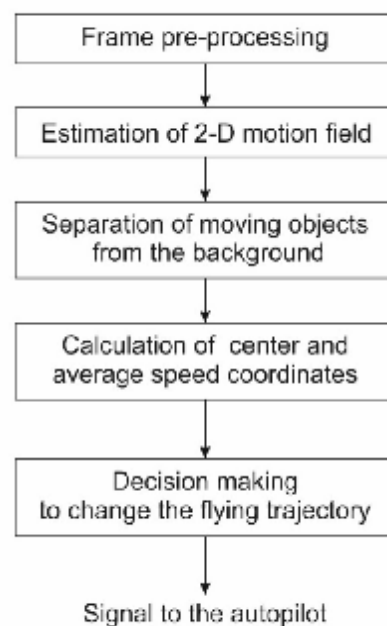 Frame pre-processing
Estimation of 2-D motion field
Separation of moving objects
from the background
Calculation of center and
average speed coordinates
Decision making
to change the flying trajectory
Signal to the autopilot